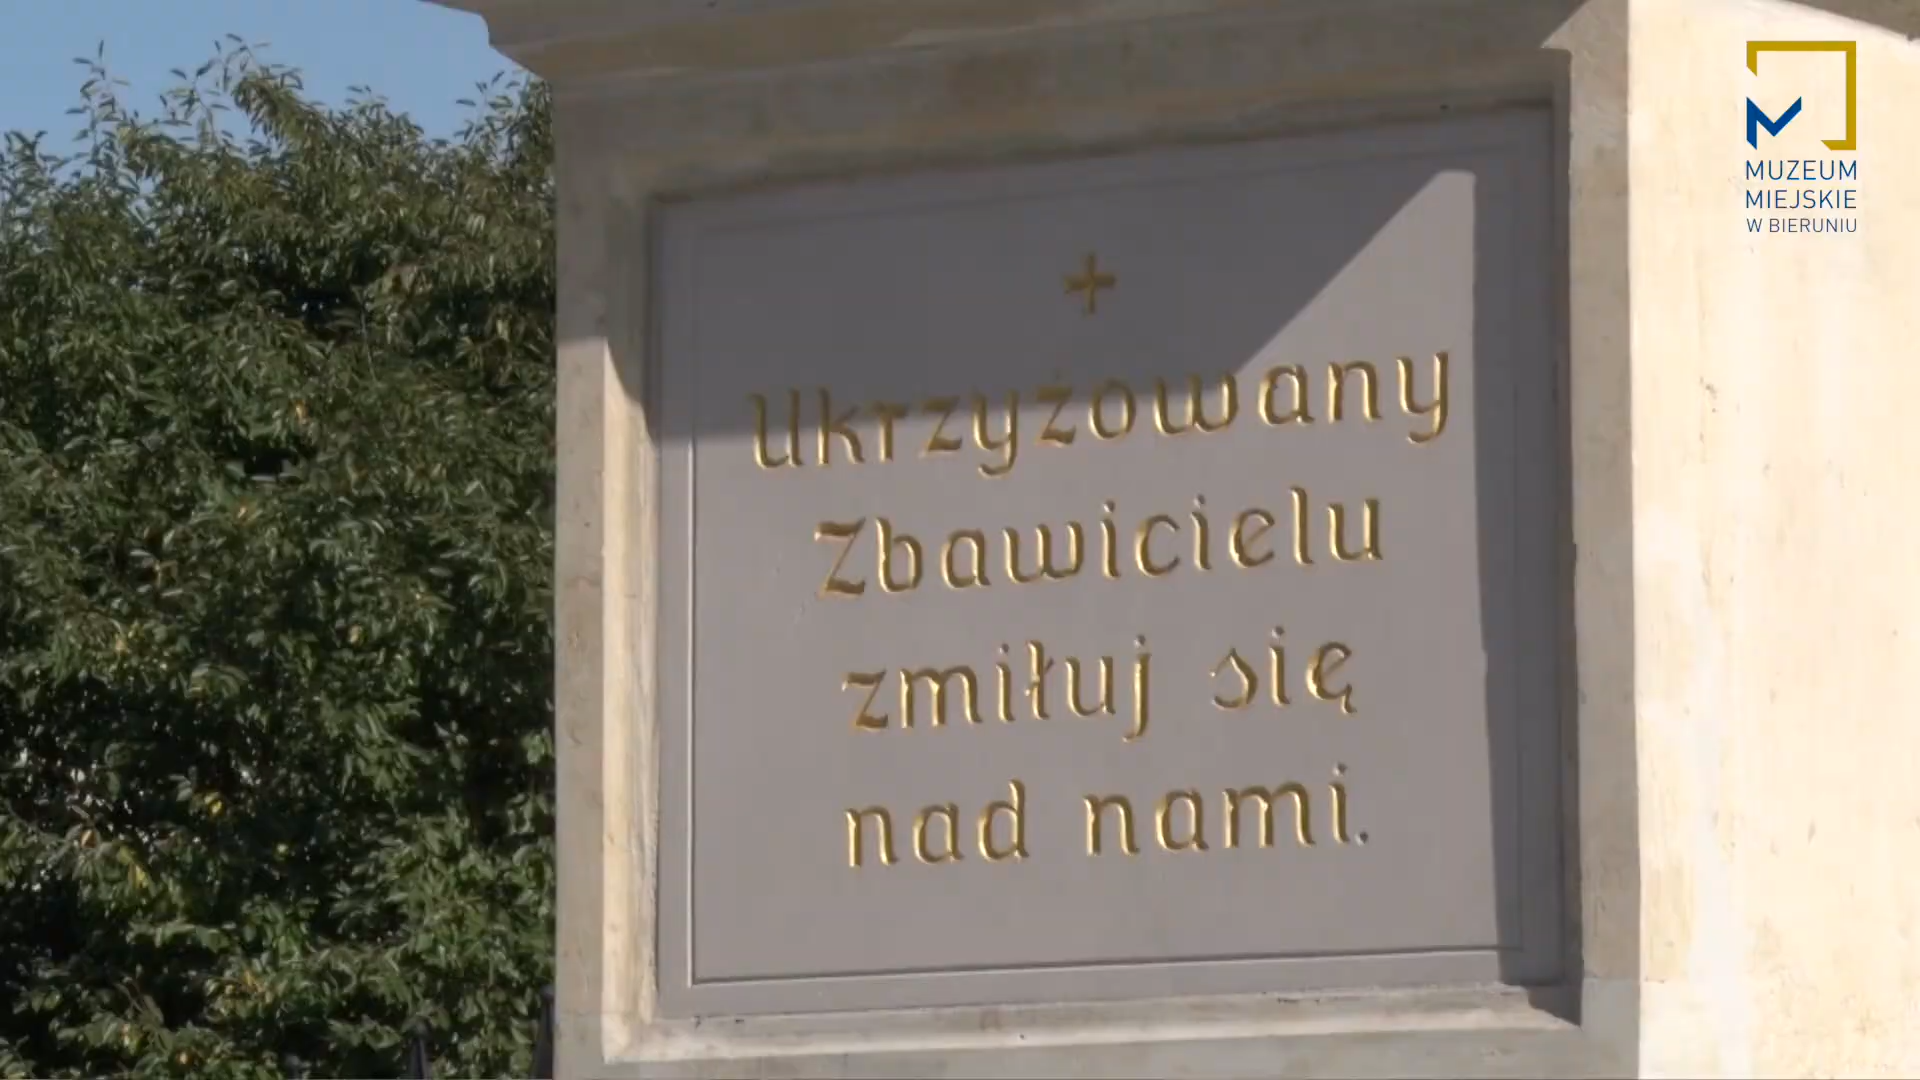 +
Ukrzyżowany
Zbawicielu
zmiłuj się
nad nami.
MUZEUM
MIEJSKIE
W BIERUNIU